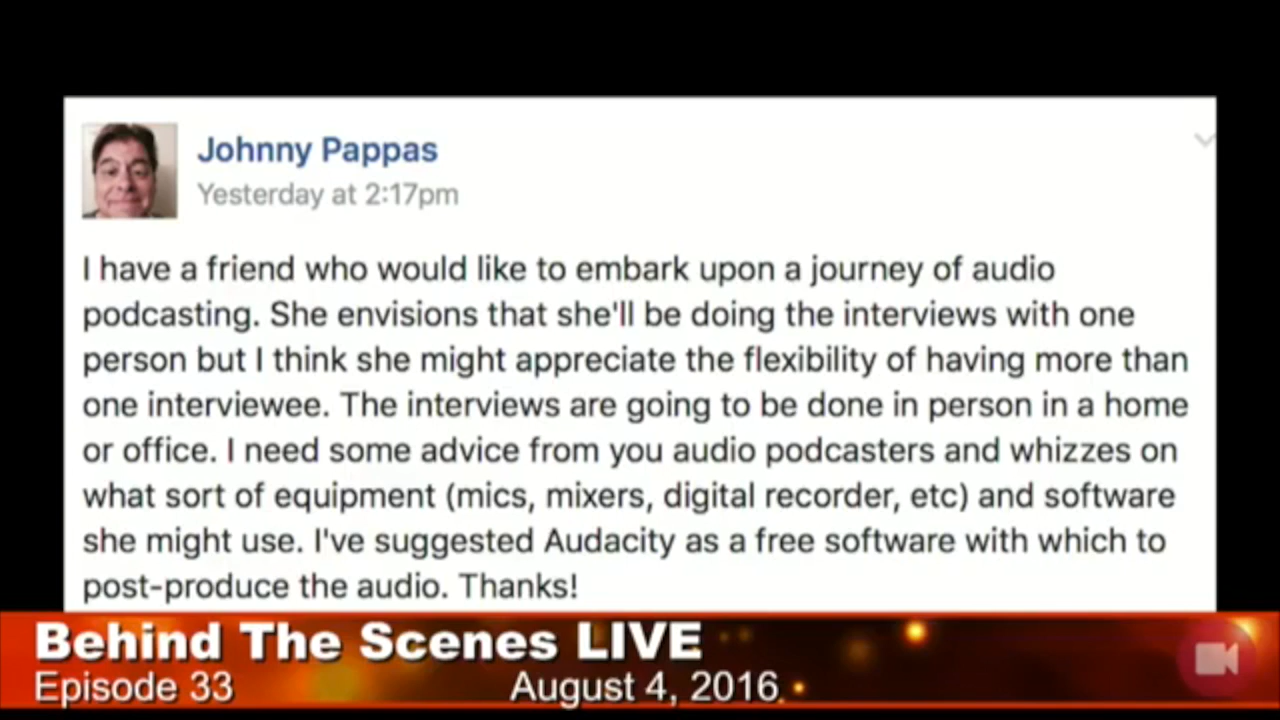 Johnny Pappas
Yesterday at 2:17pm
I have a friend who would like to embark upon a journey of audio
podcasting. She envisions that she'll be doing the interviews with one
person but I think she might appreciate the flexibility of having more than
one interviewee. The interviews are going to be done in person in a home
or office. I need some advice from you audio podcasters and whizzes on
what sort of equipment (mics, mixers, digital recorder, etc) and software
she might use. I've suggested Audacity as a free software with which to
post-produce the audio. Thanks!
Behind The Scenes LIVE
Episode 33 August 4, 2016